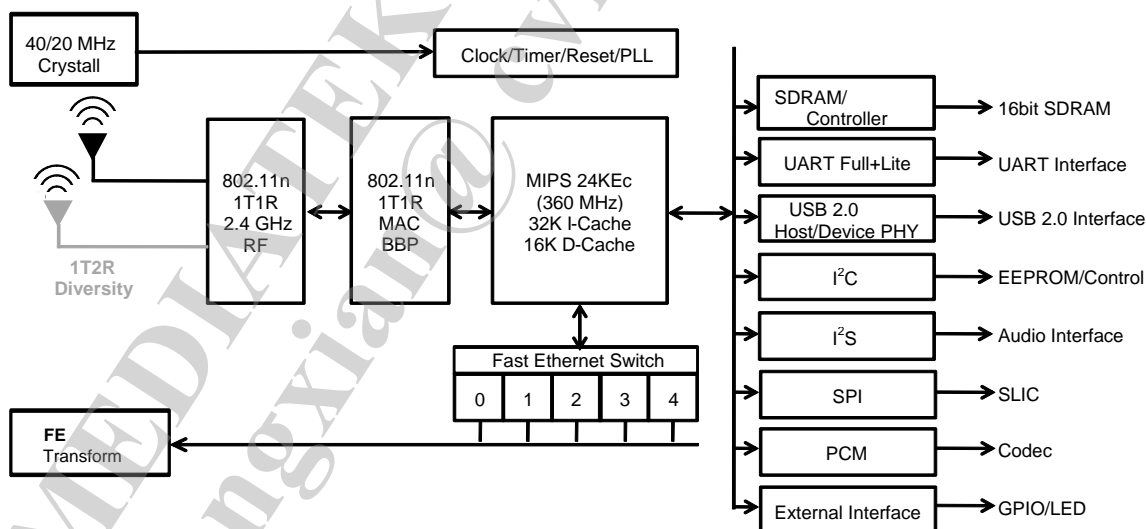 40/20 MHz
Crystall
Clock/Timer/Reset/PLL
SDRAM/
Controller
16bit SDRAM
UART Full+Lite
UART Interface
USB 2.0
Host/Device PHY
USB 2.0 Interface
I²C
EEPROM/Control
I²S
Audio Interface
SPI
SLIC
PCM
Codec
External Interface
GPIO/LED
802.11n
1T1R
2.4 GHz
RF
802.11n
1T1R
MAC
BBP
MIPS 24KEc
(360 MHz)
32K I-Cache
16K D-Cache
1T2R
Diversity
Fast Ethernet Switch
0 1 2 3 4
FE
Transform
MEDIATEK